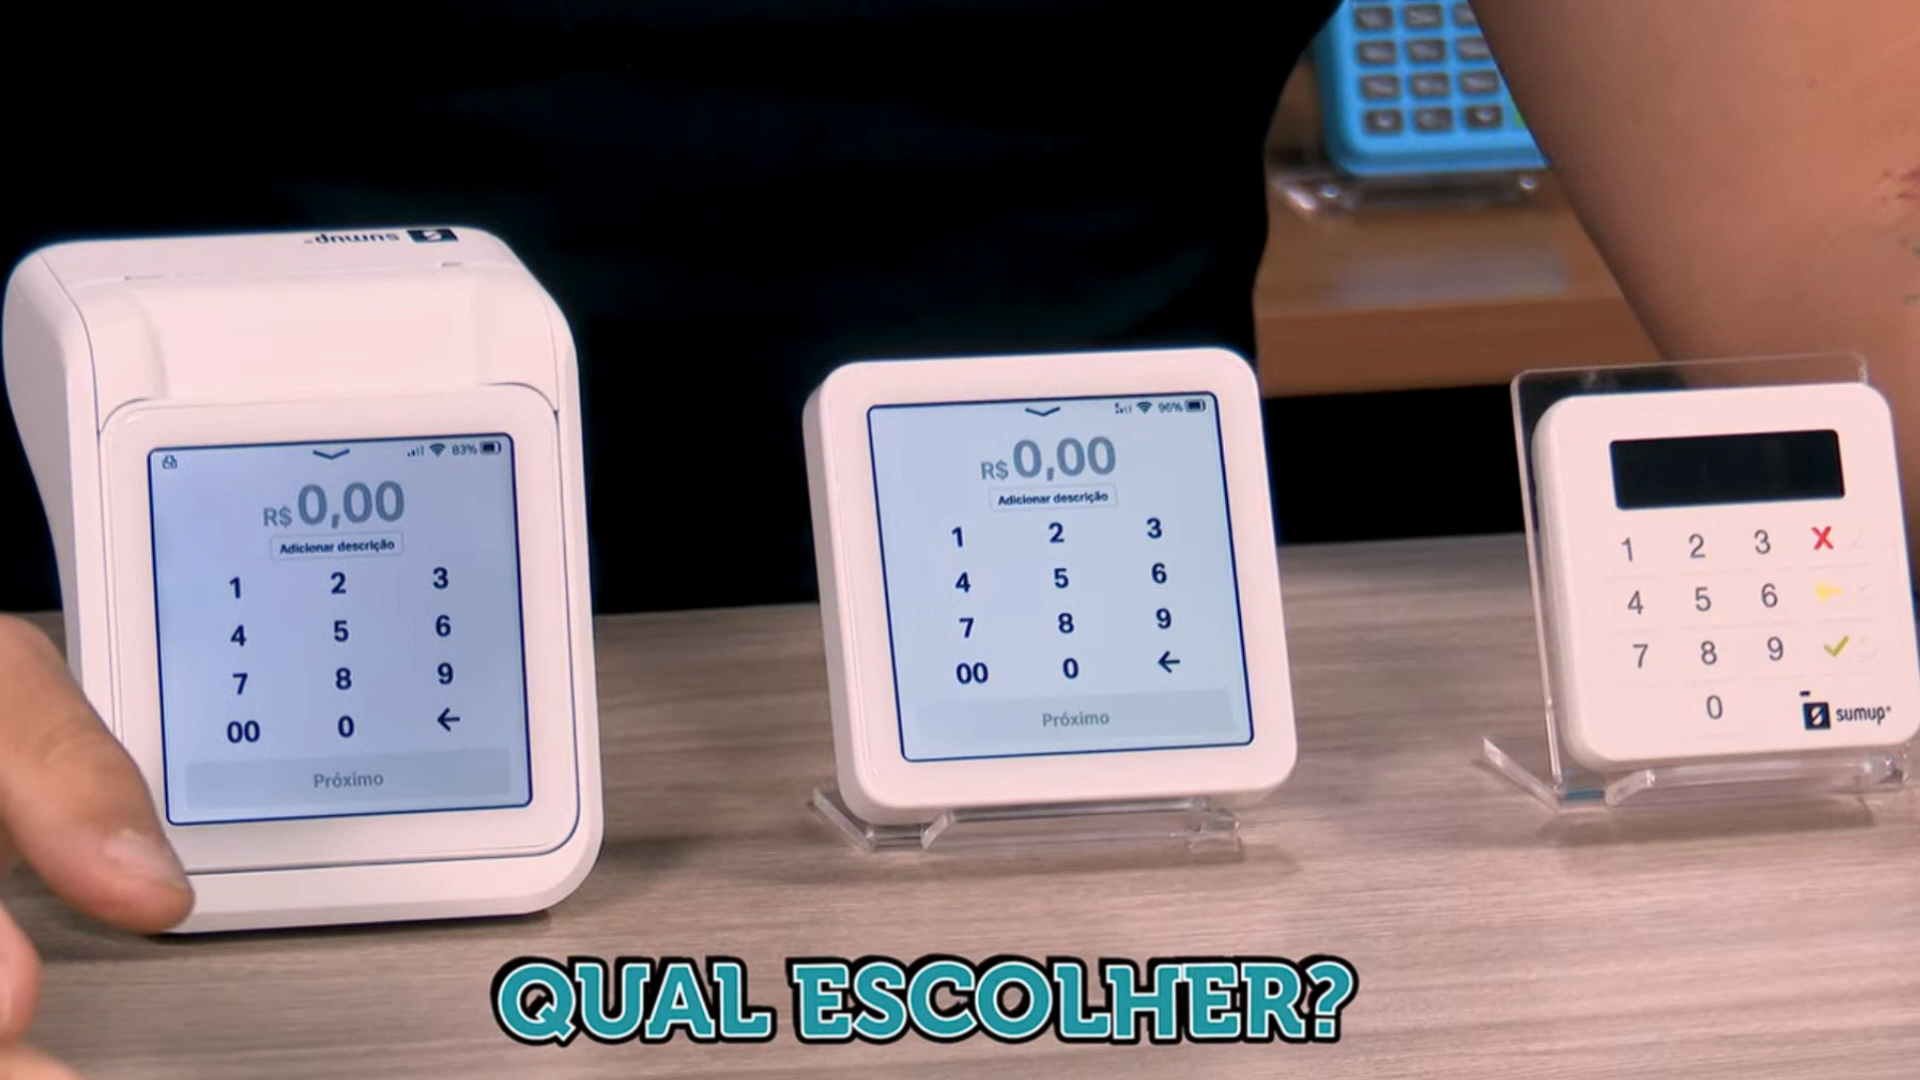 sumup
83%
R$ 0,00
Adicionar descrição
1 2 3
4 5 6
7 8 9
00 0 ←
Próximo
96%
R$ 0,00
Adicionar descrição
1 2 3
4 5 6
7 8 9
00 0 ←
Próximo
1 2 3 X
4 5 6
7 8 9 ✓
0
sumup
QUAL ESCOLHER?